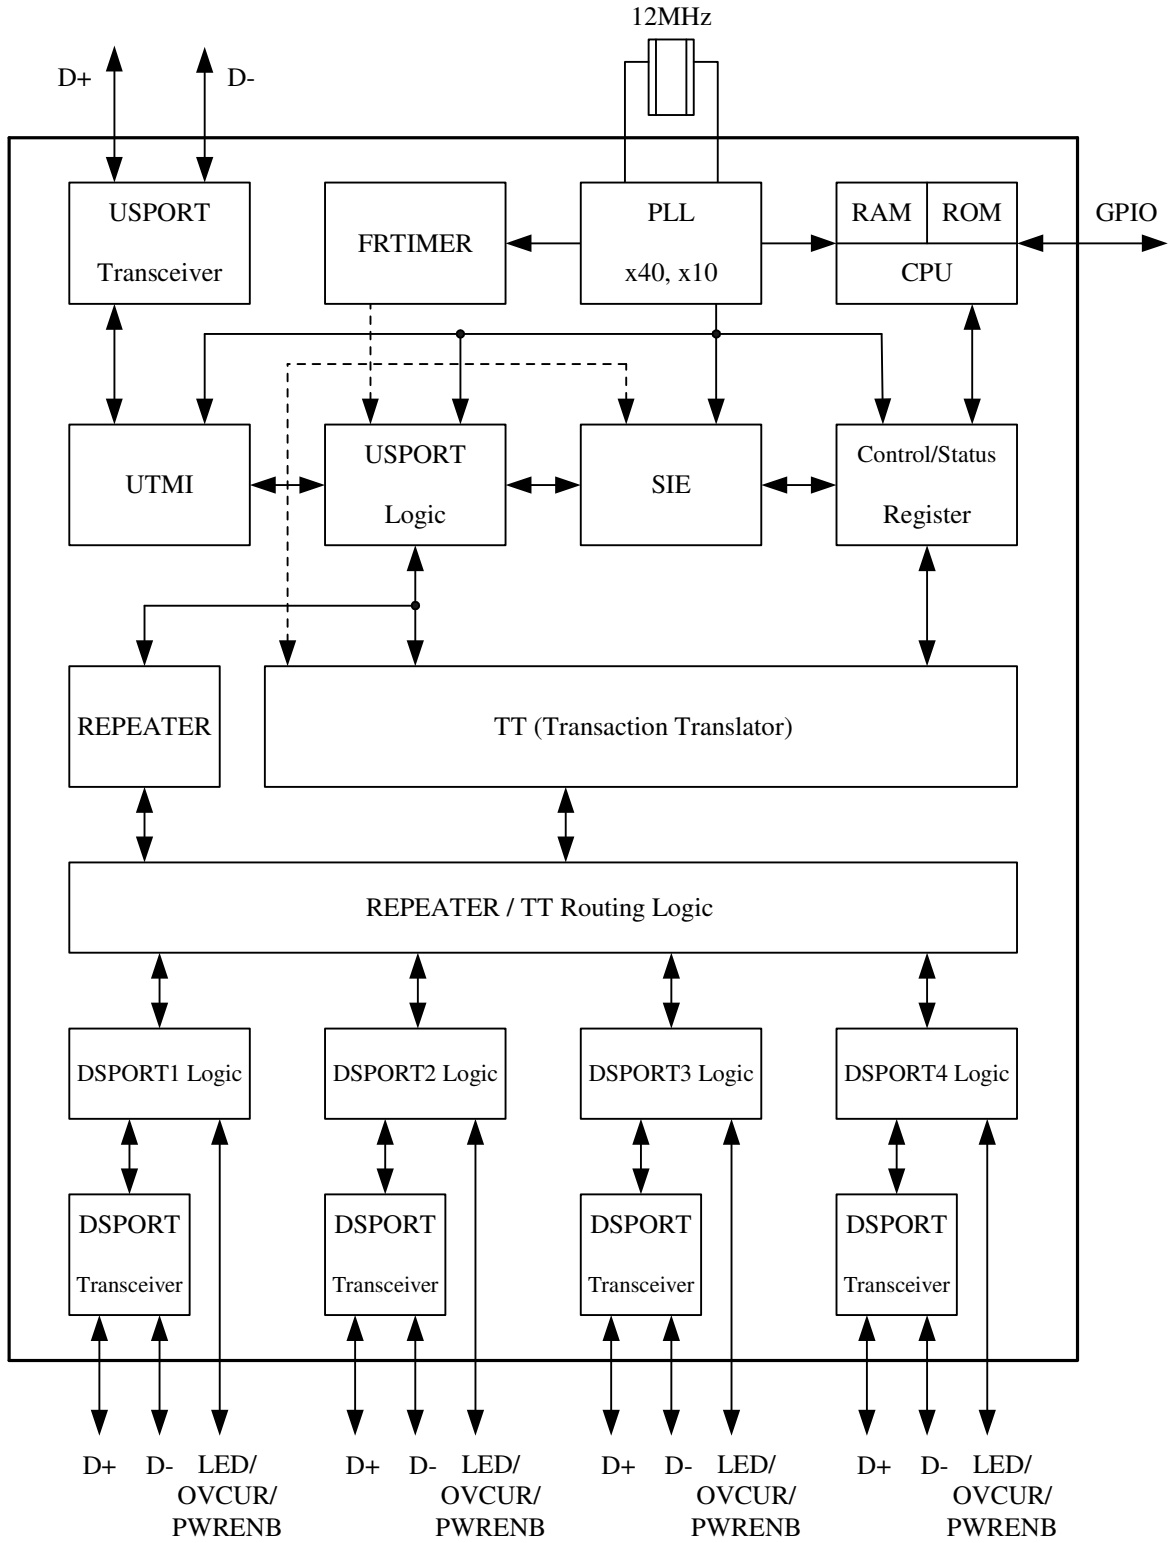 12MHz
D+
D-
USPORT
Transceiver
FRTIMER
PLL
x40, x10
RAM
ROM
CPU
GPIO
UTMI
USPORT
Logic
SIE
Control/Status
Register
REPEATER
TT (Transaction Translator)
REPEATER / TT Routing Logic
DSPORT1 Logic
DSPORT2 Logic
DSPORT3 Logic
DSPORT4 Logic
DSPORT
Transceiver
DSPORT
Transceiver
DSPORT
Transceiver
DSPORT
Transceiver
D+
D-
LED/
OVCUR/
PWRENB
D+
D-
LED/
OVCUR/
PWRENB
D+
D-
LED/
OVCUR/
PWRENB
D+
D-
LED/
OVCUR/
PWRENB